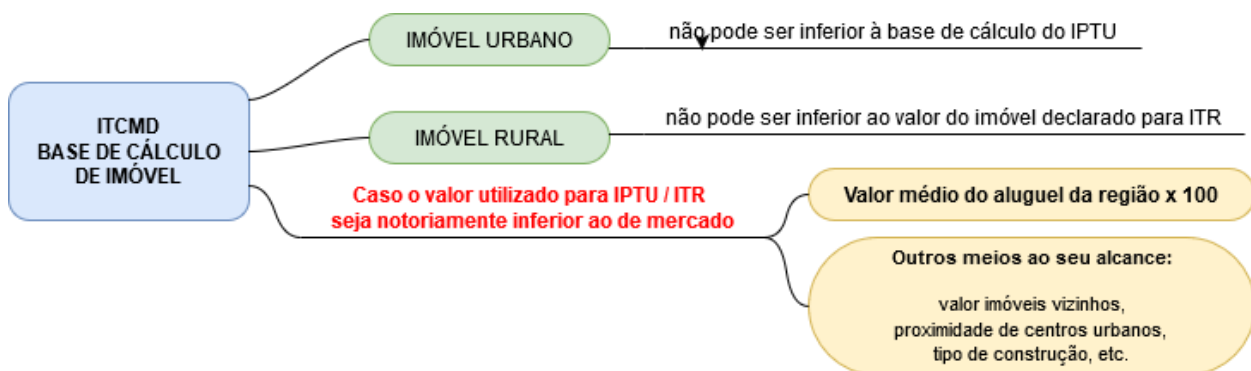 IMÓVEL URBANO
não pode ser inferior à base de cálculo do IPTU
ITCMD
BASE DE CÁLCULO
DE IMÓVEL
IMÓVEL RURAL
não pode ser inferior ao valor do imóvel declarado para ITR
Caso o valor utilizado para IPTU / ITR
seja notoriamente inferior ao de mercado
Valor médio do aluguel da região x 100
Outros meios ao seu alcance:
valor imóveis vizinhos,
proximidade de centros urbanos,
tipo de construção, etc.